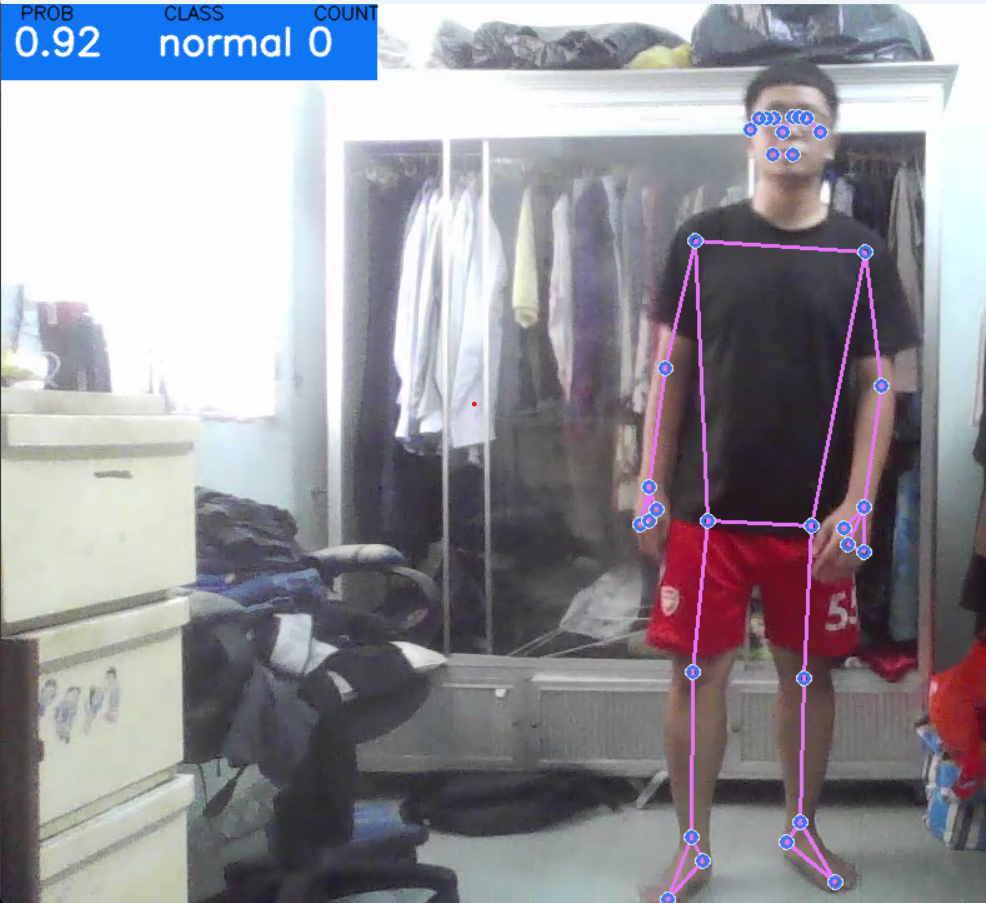 PROB CLASS COUNT
0.92 normal 0
55